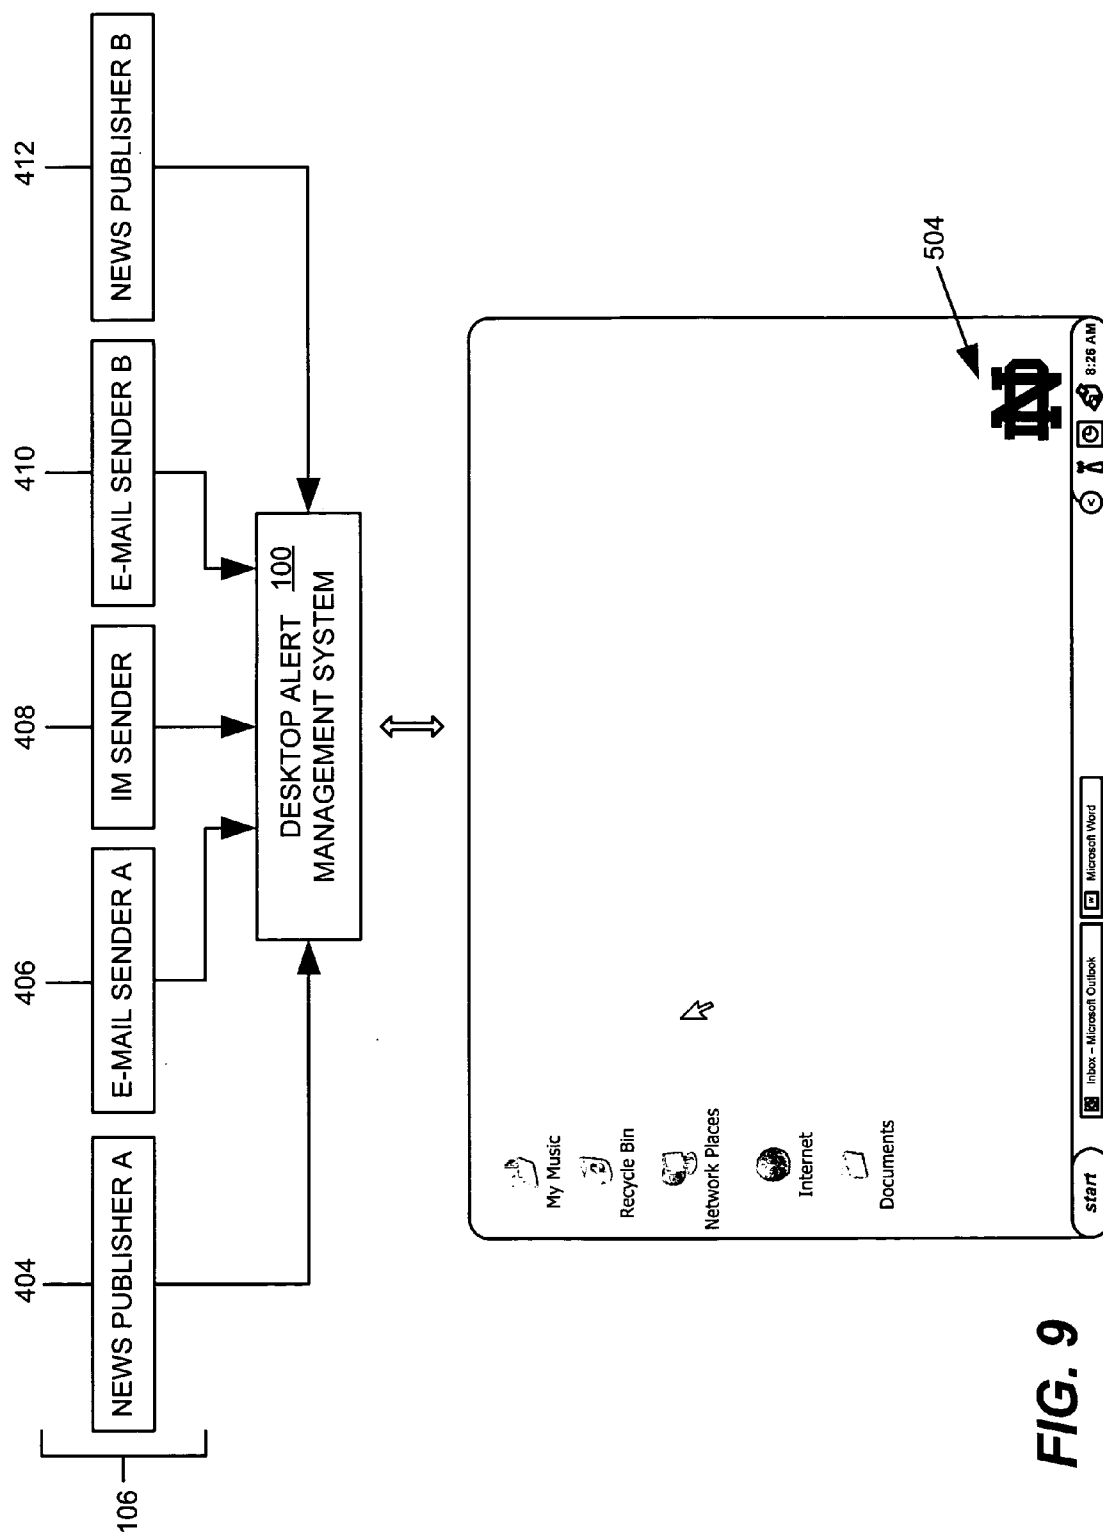 404
406
408
410
412
106
NEWS PUBLISHER A
E-MAIL SENDER A
IM SENDER
E-MAIL SENDER B
NEWS PUBLISHER B
DESKTOP ALERT 100
MANAGEMENT SYSTEM
My Music
Recycle Bin
Network Places
Internet
Documents
504
ND
start
Inbox – Microsoft Outlook
W Microsoft Word
<
8:26 AM
FIG. 9